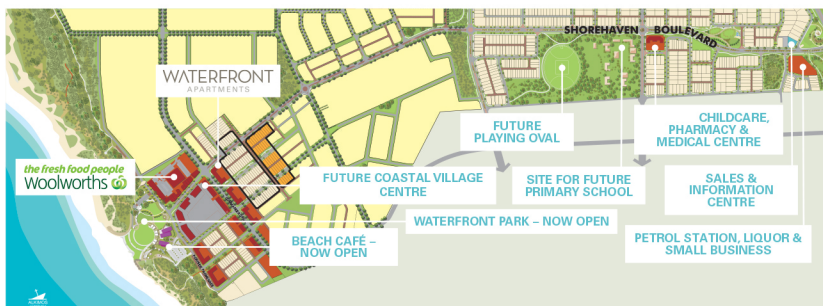 SHOREHAVEN BOULEVARD
WATERFRONT
APARTMENTS
FUTURE
PLAYING OVAL
CHILDCARE,
PHARMACY &
MEDICAL CENTRE
the fresh food people
Woolworths
FUTURE COASTAL VILLAGE
CENTRE
SITE FOR FUTURE
PRIMARY SCHOOL
SALES &
INFORMATION
CENTRE
WATERFRONT PARK – NOW OPEN
BEACH CAFÉ –
NOW OPEN
PETROL STATION, LIQUOR &
SMALL BUSINESS
ALKIMOS